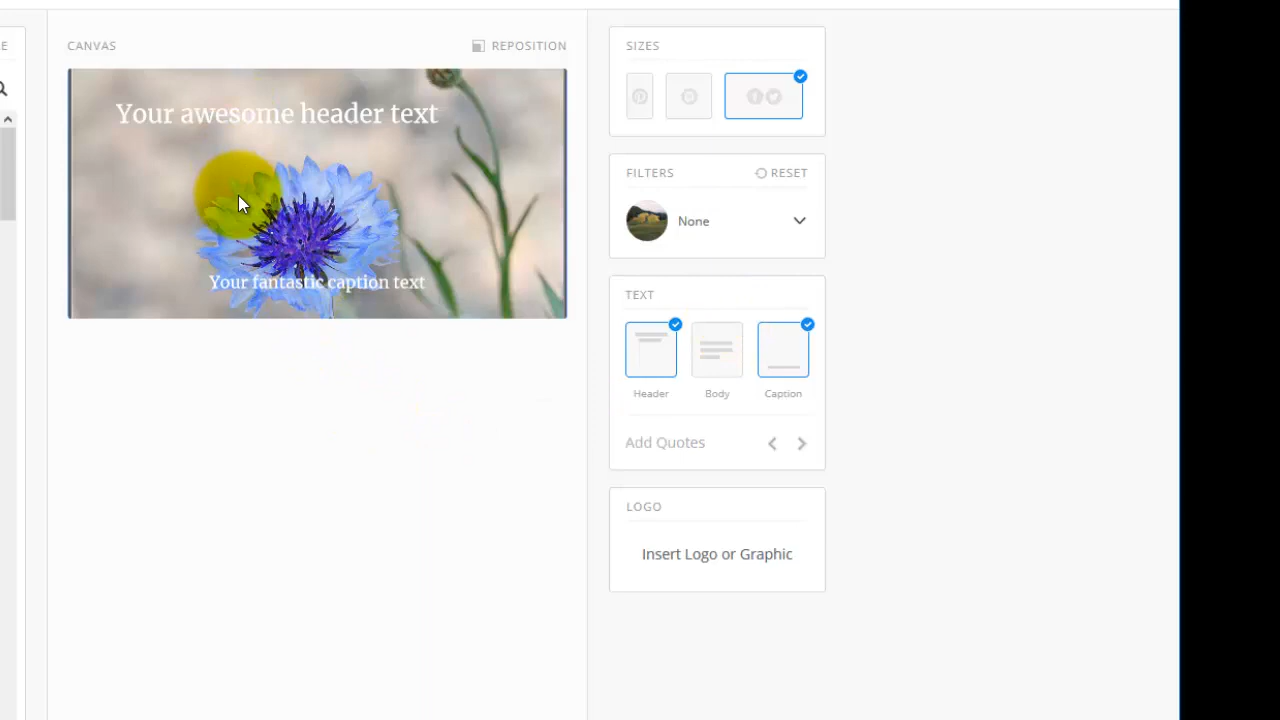 E
CANVAS
REPOSITION
Your awesome header text
Your fantastic caption text
SIZES
FILTERS
RESET
None
TEXT
Header
Body
Caption
Add Quotes
LOGO
Insert Logo or Graphic